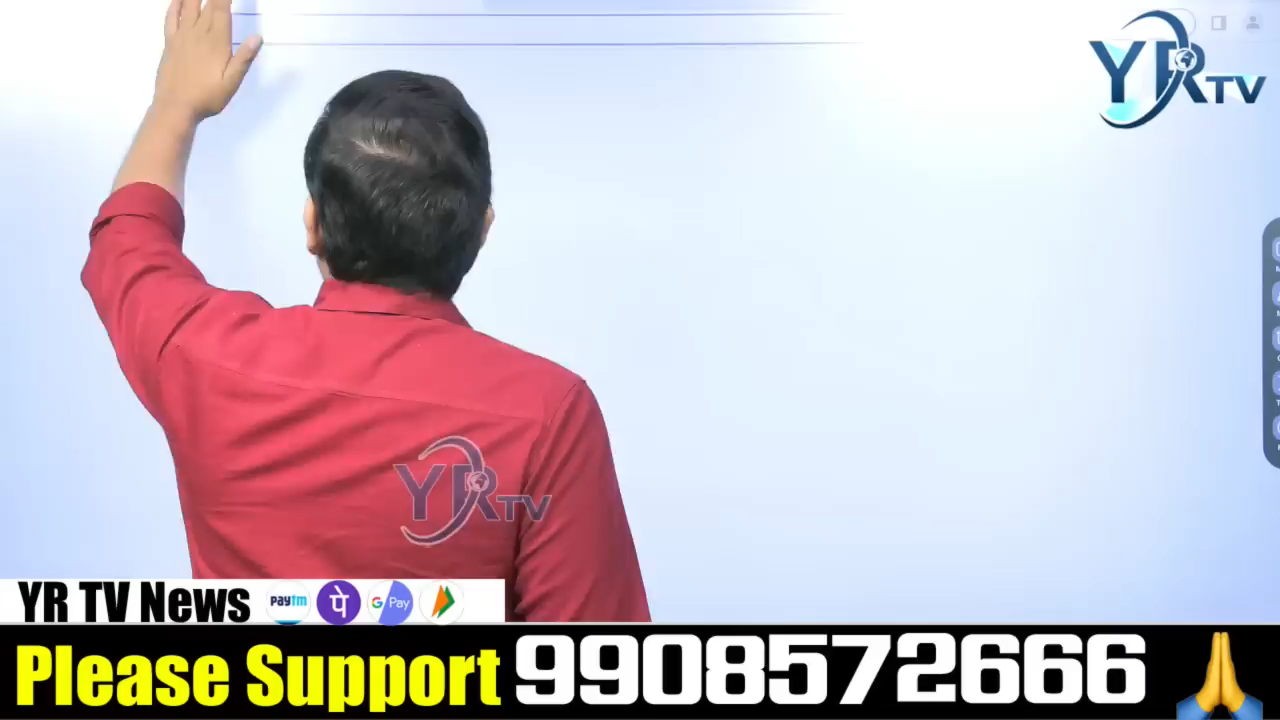 YRTV
YRTV
YR TV News paytm पे G Pay
Please Support 9908572666